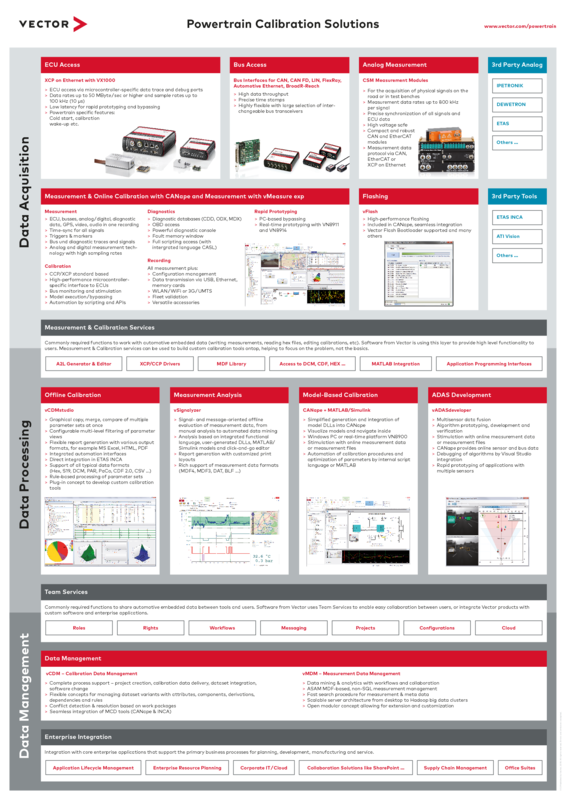 VECTOR
Powertrain Calibration Solutions
www.vector.com/powertrain
Data Acquisition
ECU Access
XCP on Ethernet with VX1000
» ECU access via microcontroller-specific data trace and debug ports
» Data rates up to 50 MByte/sec or higher and sample rates up to
100 kHz (10 µs)
» Low latency for rapid prototyping and bypassing
» Powertrain specific features:
Cold start, calibration
wake-up etc.
Bus Access
Bus Interfaces for CAN, CAN FD, LIN, FlexRay,
Automotive Ethernet, BroadR-Reach
» High data throughput
» Precise time stamps
» Highly flexible with large selection of inter-
changeable bus transceivers
Analog Measurement
CSM Measurement Modules
» For the acquisition of physical signals on the
road or in test benches
» Measurement data rates up to 800 kHz
per signal
» Precise synchronization of all signals and
ECU data
» High voltage safe
» Compact and robust
CAN and EtherCAT
modules
» Measurement data
protocol via CAN,
EtherCAT or
XCP on Ethernet
3rd Party Analog
IPETRONIX
DEWETRON
ETAS
Others ...
Measurement & Online Calibration with CANape and Measurement with vMeasure exp
Measurement
» ECU, busses, analog/digital, diagnostic
data, GPS, video, audio in one recording
» Time-sync for all signals
» Triggers & markers
» Bus und diagnostic traces and signals
» Analog and digital measurement tech-
nology with high sampling rates
Calibration
» CCP/XCP standard based
» High-performance microcontroller-
specific interface to ECUs
» Bus monitoring and stimulation
» Model execution/bypassing
» Automation by scripting and APIs
Diagnostics
» Diagnostic databases (CDD, ODX, MDX)
» OBD access
» Powerful diagnostic console
» Fcult memory window
» Full scripting access (with
intergrated language CASL)
Recording
All measurement plus:
» Configuration management
» Data transmission via USB, Ethernet,
memory cards
» WLAN/WiFi or 3G/UMTS
» Fleet validation
» Versatile accessories
Rapid Prototyping
» PC-based bypassing
» Real-time prototyping with VN8911
and VN89Pis
Flashing
vFlash
» High-performance flashing
» Included in CANape, seamless integration
» Vector Flash Bootloader supported and many
others
3rd Party Tools
ETAS INCA
ATI Vision
Others ...
Measurement & Calibration Services
Commonly required functions to work with automotive embedded data (writing measurements, reading hex files, editing calibrations, etc). Software from Vector is using this layer to provide high level functionality to
users. Measurement & Calibration services can be used to build custom calibration tools ontop, helping to focus on the problem, not the basics.
A2L Generator & Editor
XCP/CCP Drivers
MDF Library
Access to DCM, CDF, HEX ...
MATLAB Integration
Application Programming Interfaces
Data Processing
Offline Calibration
vCDMstudio
» Graphical copy, merge, compare of multiple
parameter sets at once
» Configurable multi-level filtering of parameter
views
» Flexible report generation with various output
formats, for example MS Excel, HTML, PDF
» Integrated automation interfaces
» Direct integration in ETAS INCA
» Support of all typical data formats
(Hex, S19, DCM, PAR, PaCo, CDF 2.0, CSV ...)
» Rule-based processing of parameter sets
» Plug-in concept to develop custom calibration
tools
Measurement Analysis
vSignalyzer
» Signal- and message-oriented offline
evaluation of measurement data, from
manual analysis to automated data mining
» Analysis based on integrated functional
language, user-generated DLLs, MATLAB/
Simulink models and click-and-go editor
» Report generation with customized print
layouts
» Rich support of measurement data formats
(MDF4, MDF3, DAT, BLF ...)
Model-Based Calibration
CANape + MATLAB/Simulink
» Simplified generation and integration of
model DLLs into CANape
» Visualize models and navigate inside
» Windows PC or real-time platform VN8900
» Stimulation with online measurement data
or measurement files
» Automation of calibration procedures and
optimization of parameters by internal script
language or MATLAB
ADAS Development
vADASdeveloper
» Multisensor data fusion
» Algorithm prototyping, development and
verification
» Stimulation with online measurement data
or measurement files
» CANape provides online sensor and bus data
» Debugging of algorithms by Visual Studio
integration
» Rapid prototyping of applications with
multiple sensors
Team Services
Commonly required functions to share automotive embedded data between tools and users. Software from Vector uses Team Services to enable easy collaboration between users, or integrate Vector products with
custom software and enterprise applications.
Roles
Rights
Workflows
Messaging
Projects
Configurations
Cloud
Data Management
Data Management
vCDM – Calibration Data Management
» Complete process support – project creation, calibration data delivery, dataset integration,
software change
» Flexible concepts for managing dataset variants with attributes, components, derivations,
dependencies and rules
» Conflict detection & resolution based on work packages
» Seamless integration of MCD tools (CANape & INCA)
vMDM – Measurement Data Management
» Data mining & analytics with workflows and collaboration
» ASAM MDF-based, non-SQL measurement management
» Fast search procedure for measurement & meta data
» Scalable server architecture from desktop to Hadoop big data clusters
» Open modular concept allowing for extension and customization
Enterprise Integration
Integration with core enterprise applications that support the primary business processes for planning, development, manufacturing and service.
Application Lifecycle Management
Enterprise Resource Planning
Corporate IT/Cloud
Collaboration Solutions like SharePoint ...
Supply Chain Management
Office Suites